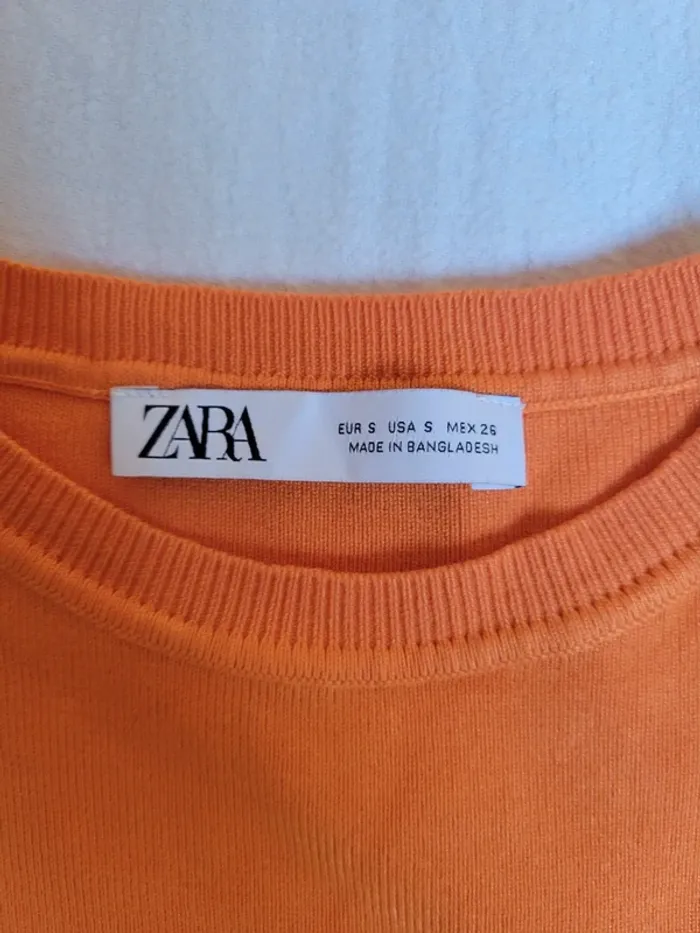 ZARA
EUR S USA S MEX 26
MADE IN BANGLADESH